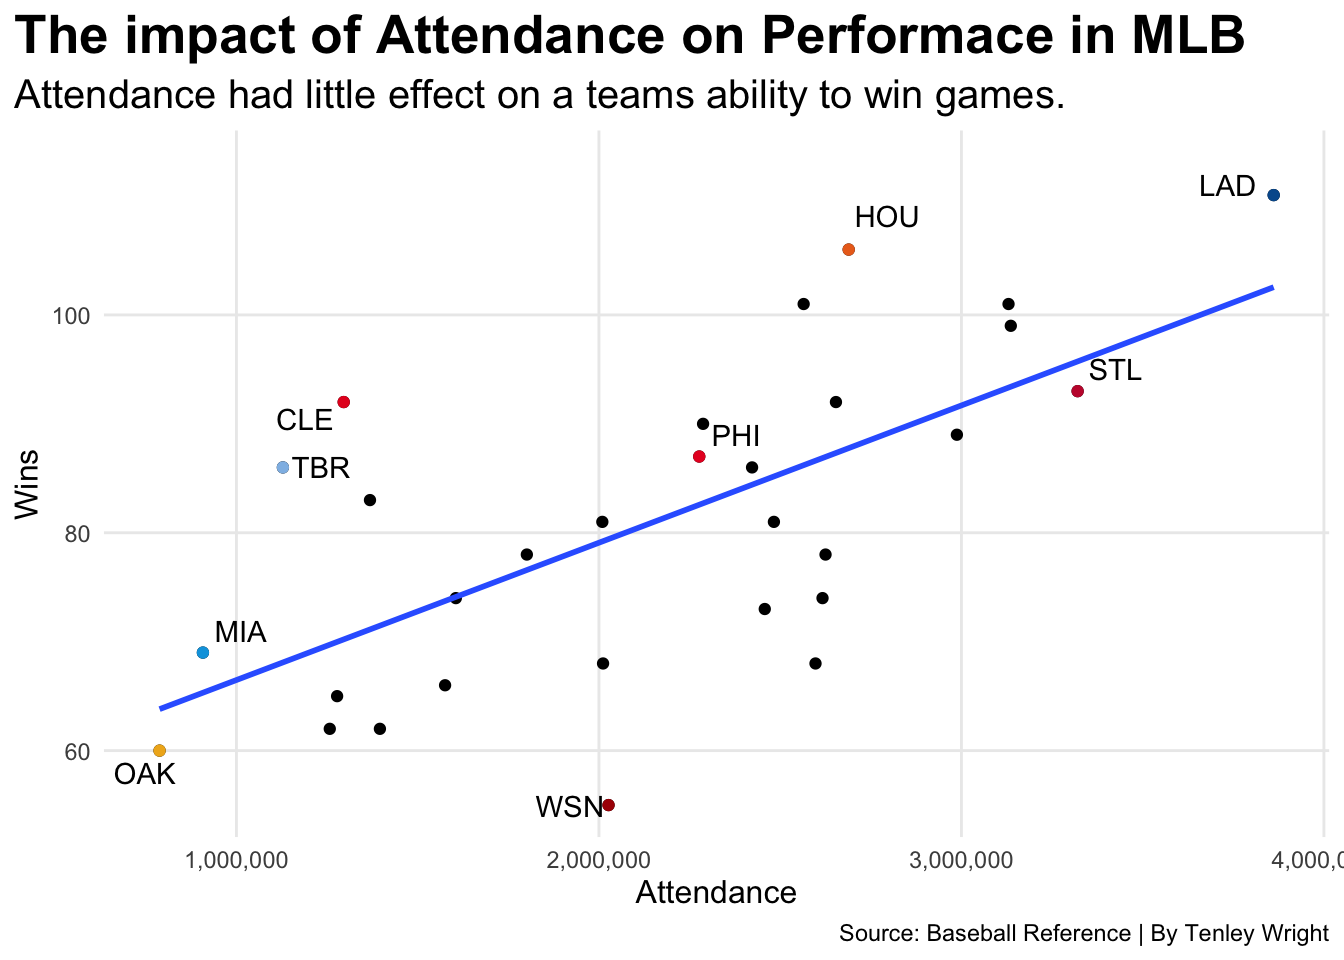 The impact of Attendance on Performace in MLB
Attendance had little effect on a teams ability to win games.
LAD
HOU
100
STL
CLE
PHI
TBR
Wins
80
MIA
60
OAK
WSN
1,000,000
2,000,000
3,000,000
4,000,0
Attendance
Source: Baseball Reference | By Tenley Wright